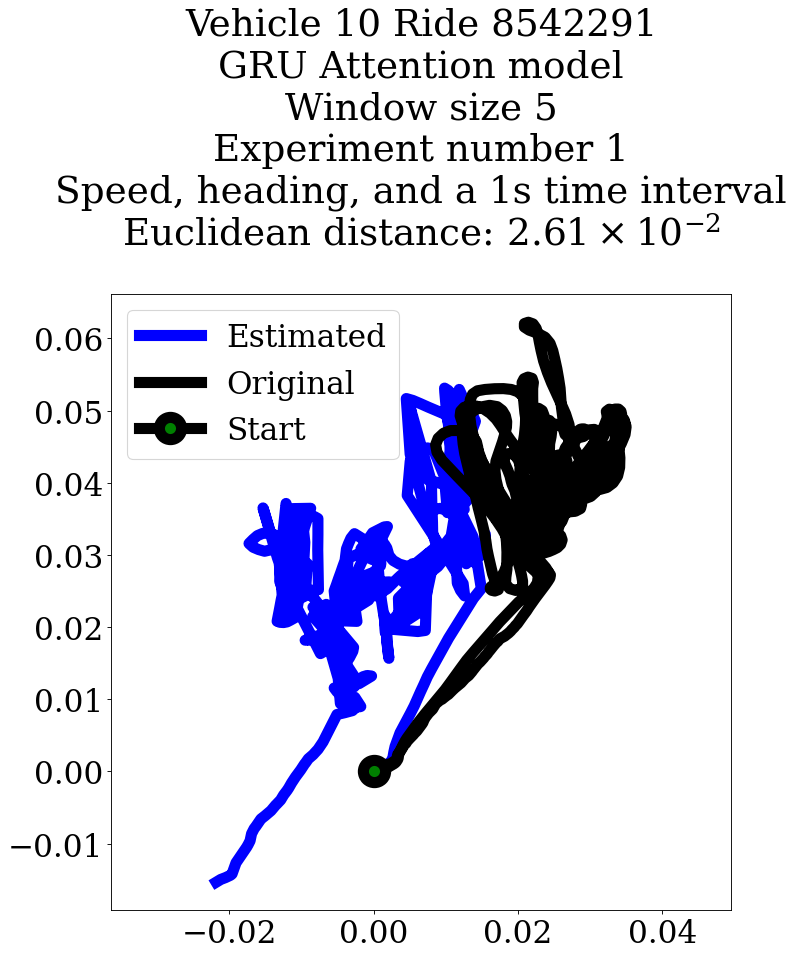 Vehicle 10 Ride 8542291
GRU Attention model
Window size 5
Experiment number 1
Speed, heading, and a 1s time interval
Euclidean distance: 2.61 × 10⁻²
Estimated
Original
Start
0.06
0.05
0.04
0.03
0.02
0.01
0.00
−0.01
−0.02 0.00 0.02 0.04